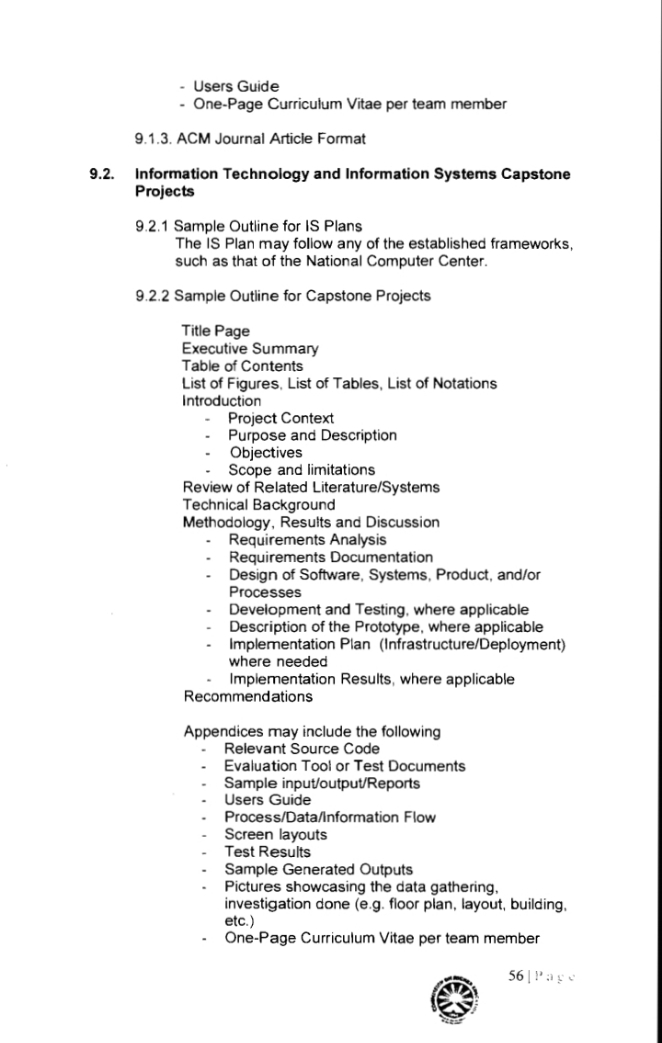 - Users Guide
- One-Page Curriculum Vitae per team member
9.1.3. ACM Journal Article Format
9.2. Information Technology and Information Systems Capstone
Projects
9.2.1 Sample Outline for IS Plans
The IS Plan may follow any of the established frameworks,
such as that of the National Computer Center.
9.2.2 Sample Outline for Capstone Projects
Title Page
Executive Summary
Table of Contents
List of Figures, List of Tables, List of Notations
Introduction
- Project Context
- Purpose and Description
- Objectives
- Scope and limitations
Review of Related Literature/Systems
Technical Background
Methodology, Results and Discussion
- Requirements Analysis
- Requirements Documentation
- Design of Software, Systems, Product, and/or
Processes
- Development and Testing, where applicable
- Description of the Prototype, where applicable
- Implementation Plan (Infrastructure/Deployment)
where needed
- Implementation Results, where applicable
Recommendations
Appendices may include the following
- Relevant Source Code
- Evaluation Tool or Test Documents
- Sample input/output/Reports
- Users Guide
- Process/Data/Information Flow
- Screen layouts
- Test Results
- Sample Generated Outputs
- Pictures showcasing the data gathering,
investigation done (e.g. floor plan, layout, building,
etc.)
- One-Page Curriculum Vitae per team member
56 | Page